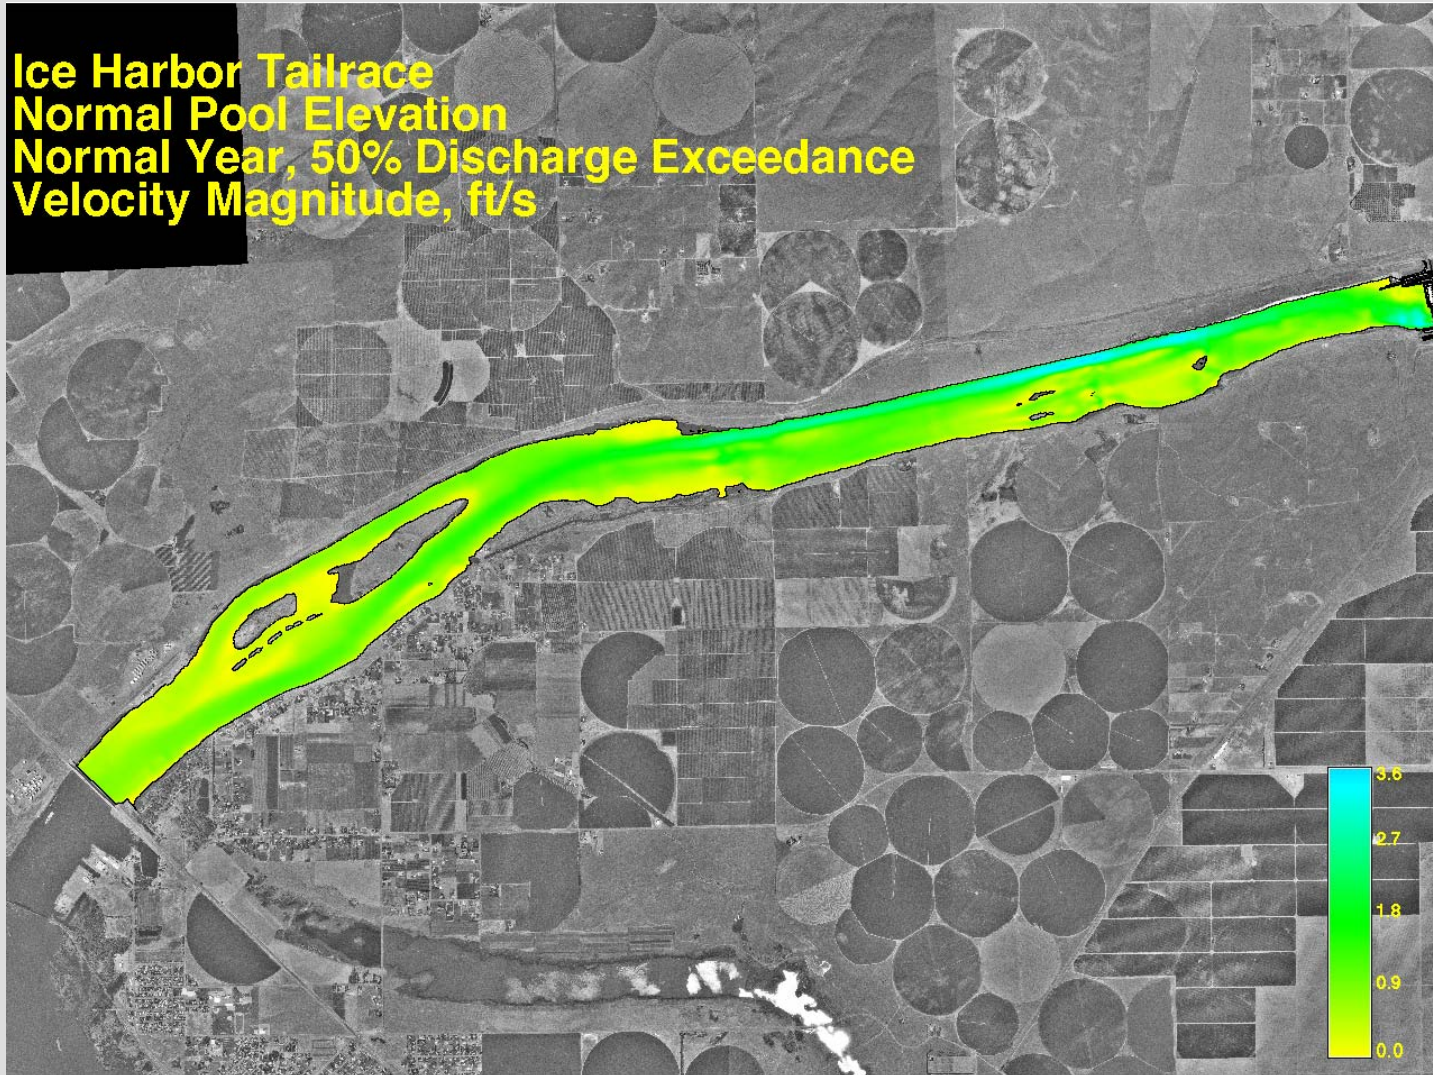 Ice Harbor Tailrace
Normal Pool Elevation
Normal Year, 50% Discharge Exceedance
Velocity Magnitude, ft/s
3.6
2.7
1.8
0.9
0.0